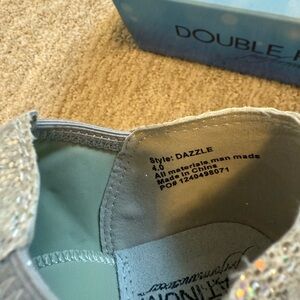 DOUBLE
Style: DAZZLE
4.0
All materials man made
Made in China
PO# 1240498071